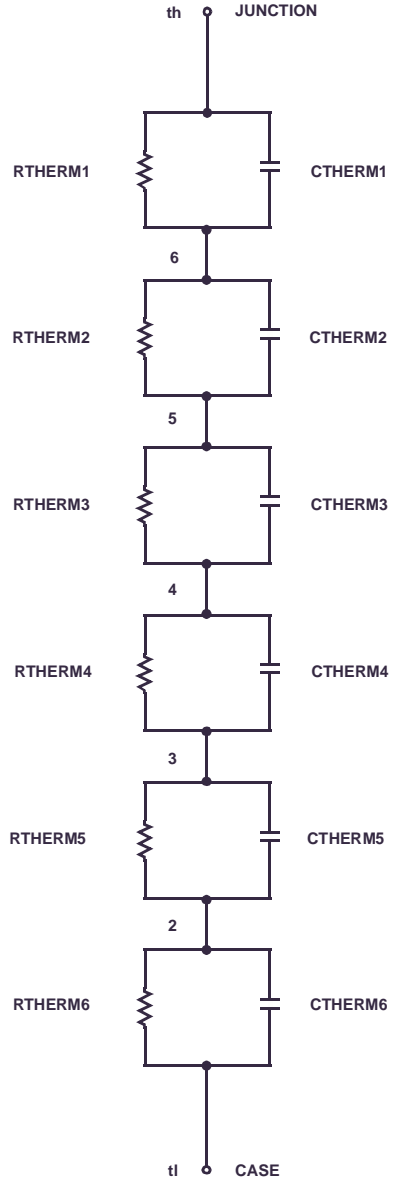 th JUNCTION
RTHERM1 CTHERM1
6
RTHERM2 CTHERM2
5
RTHERM3 CTHERM3
4
RTHERM4 CTHERM4
3
RTHERM5 CTHERM5
2
RTHERM6 CTHERM6
tl CASE